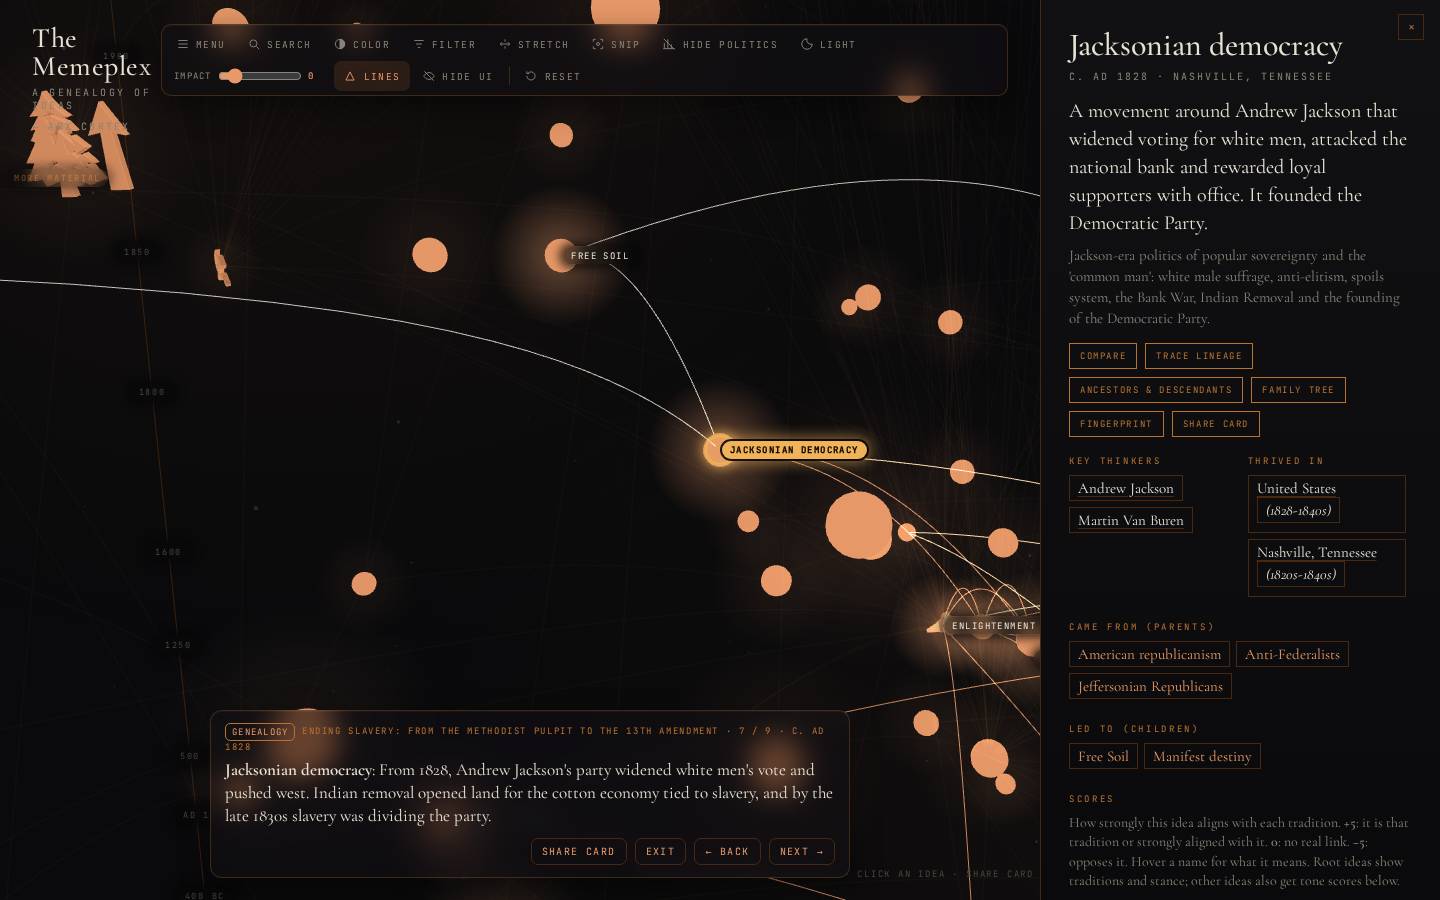 The
Memeplex
A GENEALOGY OF
IDEAS
MORE MATERIAL
MENU
SEARCH
COLOR
FILTER
STRETCH
SNIP
HIDE POLITICS
LIGHT
IMPACT
0
LINES
HIDE UI
RESET
1850
1800
1600
1250
500
AD 1
400 BC
FREE SOIL
JACKSONIAN DEMOCRACY
ENLIGHTENMENT
GENEALOGY ENDING SLAVERY: FROM THE METHODIST PULPIT TO THE 13TH AMENDMENT · 7 / 9 · C. AD
1828
Jacksonian democracy: From 1828, Andrew Jackson's party widened white men's vote and
pushed west. Indian removal opened land for the cotton economy tied to slavery, and by the
late 1830s slavery was dividing the party.
SHARE CARD
EXIT
← BACK
NEXT →
CLICK AN IDEA · SHARE CARD
×
Jacksonian democracy
C. AD 1828 · NASHVILLE, TENNESSEE
A movement around Andrew Jackson that
widened voting for white men, attacked the
national bank and rewarded loyal
supporters with office. It founded the
Democratic Party.
Jackson-era politics of popular sovereignty and the
'common man': white male suffrage, anti-elitism, spoils
system, the Bank War, Indian Removal and the founding
of the Democratic Party.
COMPARE
TRACE LINEAGE
ANCESTORS & DESCENDANTS
FAMILY TREE
FINGERPRINT
SHARE CARD
KEY THINKERS
Andrew Jackson
Martin Van Buren
THRIVED IN
United States
(1828-1840s)
Nashville, Tennessee
(1820s-1840s)
CAME FROM (PARENTS)
American republicanism
Anti-Federalists
Jeffersonian Republicans
LED TO (CHILDREN)
Free Soil
Manifest destiny
SCORES
How strongly this idea aligns with each tradition. +5: it is that
tradition or strongly aligned with it. 0: no real link. −5:
opposes it. Hover a name for what it means. Root ideas show
traditions and stance; other ideas also get tone scores below.